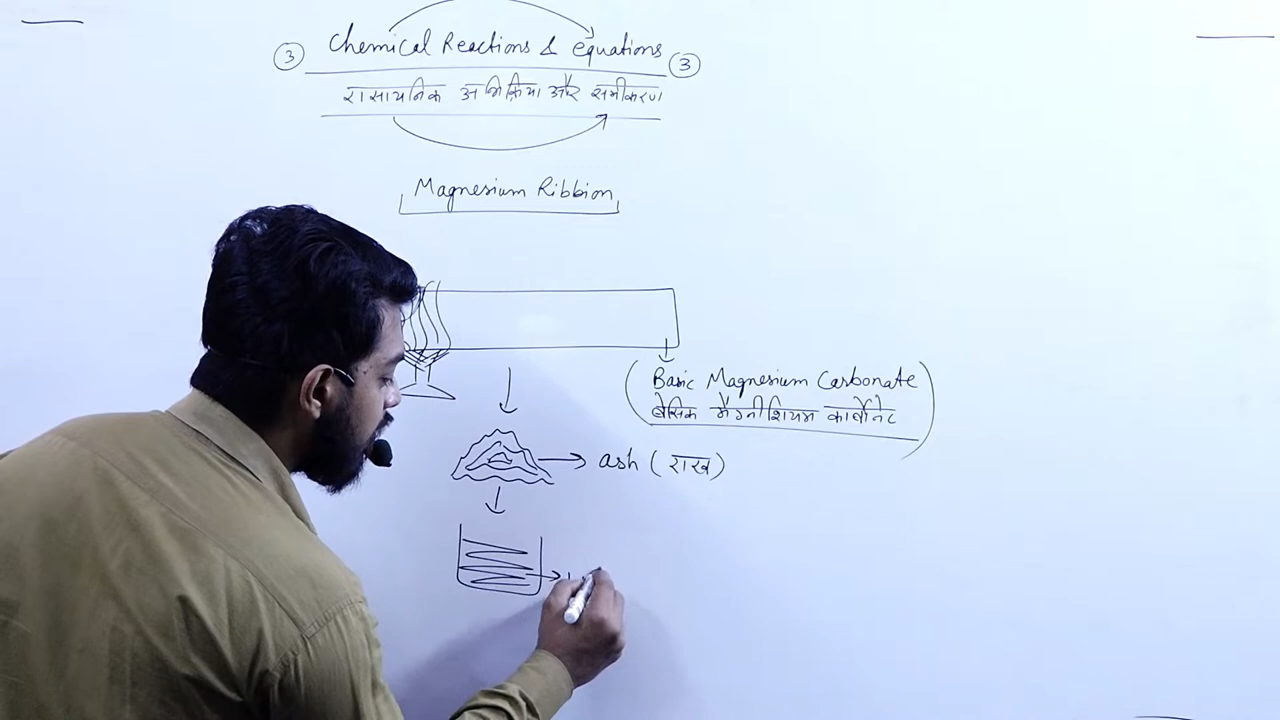 ③ Chemical Reactions & equations ③
रासायनिक अभिक्रिया और समीकरण
Magnesium Ribbion
Basic Magnesium Carbonate
बेसिक मैग्नीशियम कार्बोनेट
ash (राख)